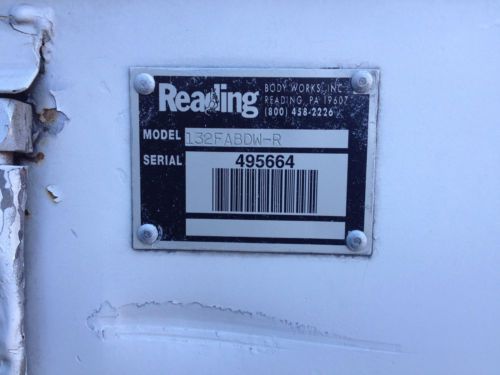 Reading
BODY WORKS, INC.
READING, PA 19607
(800) 458-2226
MODEL 132FABDW-R
SERIAL 495664